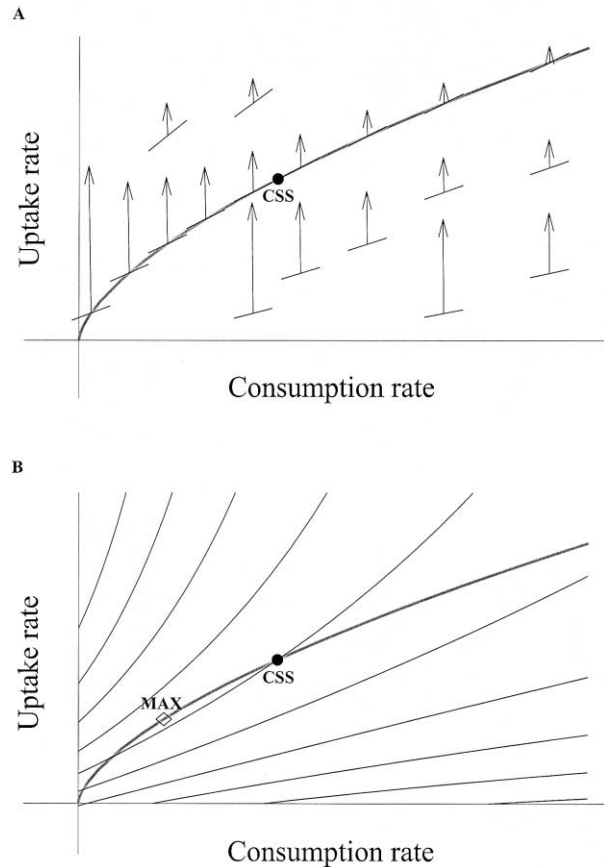 A
Uptake rate
CSS
Consumption rate
B
Uptake rate
MAX
CSS
Consumption rate